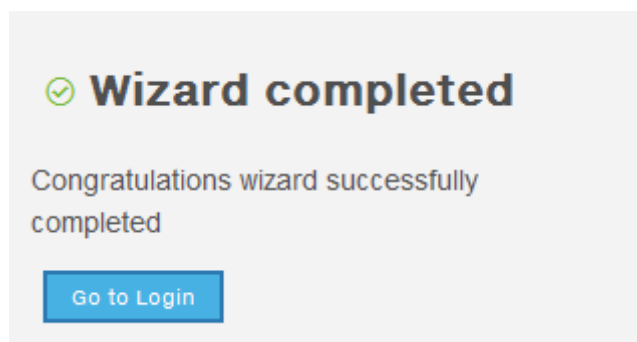 Wizard completed
Congratulations wizard successfully
completed
Go to Login